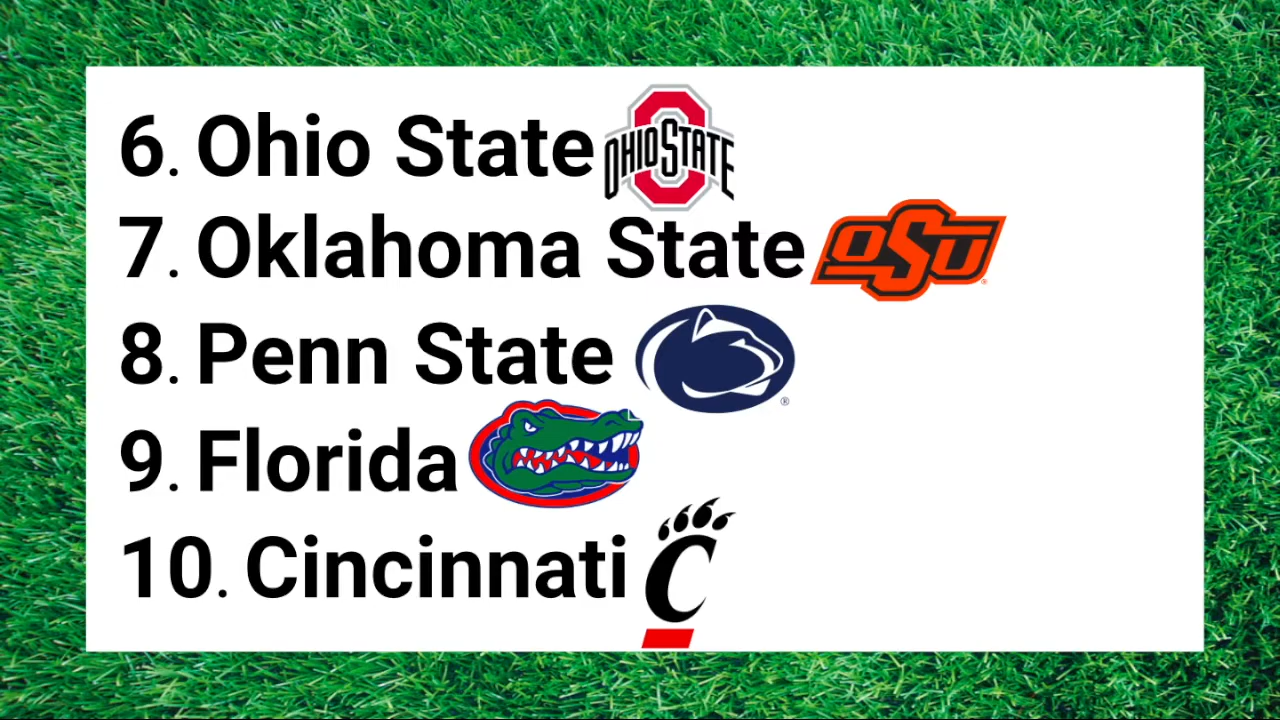 6. Ohio State OHIO STATE
7. Oklahoma State OSU
8. Penn State
9. Florida
10. Cincinnati C